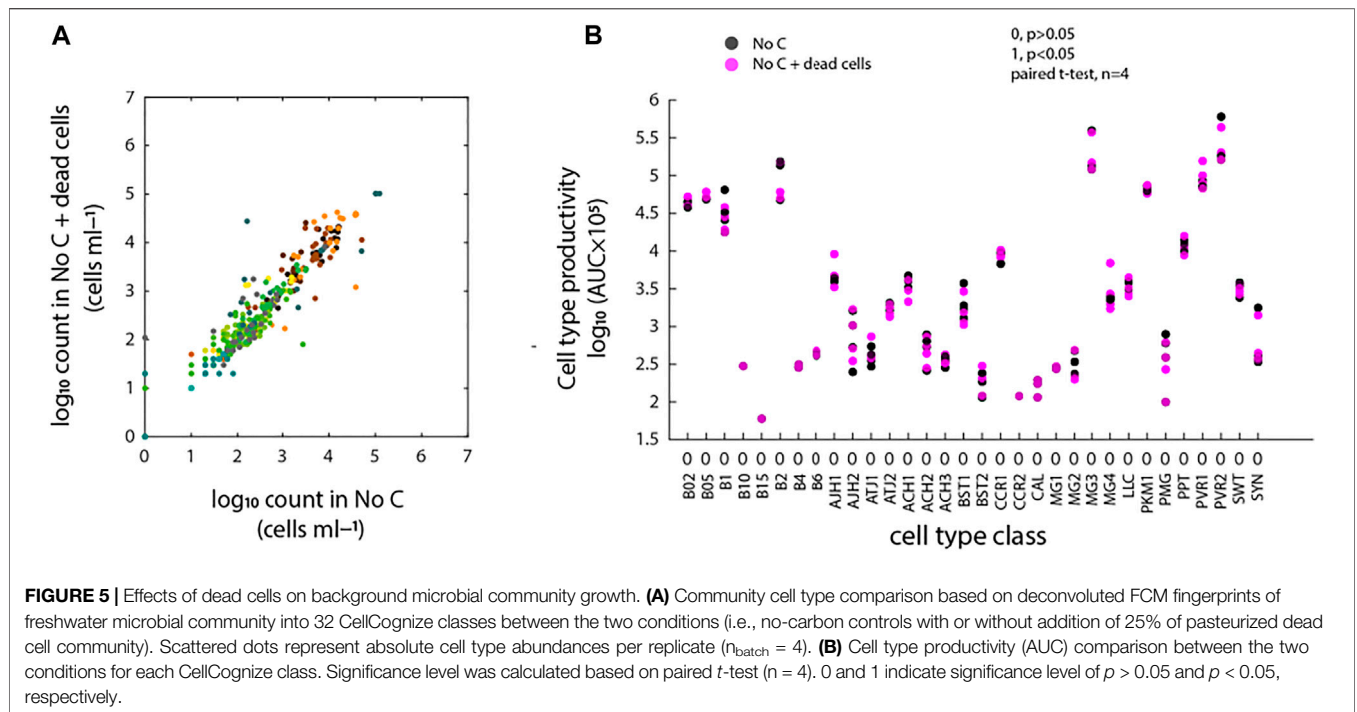 A
log₁₀ count in No C + dead cells
(cells ml⁻¹)
7
6
5
4
3
2
1
0
0 1 2 3 4 5 6 7
log₁₀ count in No C
(cells ml⁻¹)
B
No C
No C + dead cells
0, p>0.05
1, p<0.05
paired t-test, n=4
Cell type productivity
log₁₀ (AUC×10⁵)
6
5.5
5
4.5
4
3.5
3
2.5
2
1.5
0 0 0 0 0 0 0 0 0 0 0 0 0 0 0 0 0 0 0 0 0 0 0 0 0 0 0 0 0 0 0 0
B02 B05 B1 B10 B15 B2 B4 B6 AJH1 AJH2 ATJ1 ATJ2 ACH1 ACH2 ACH3 BST1 BST2 CCR1 CCR2 CAL MG1 MG2 MG3 MG4 LLC PKM1 PMG PPT PVR1 PVR2 SWT SYN
cell type class
FIGURE 5 | Effects of dead cells on background microbial community growth. (A) Community cell type comparison based on deconvoluted FCM fingerprints of
freshwater microbial community into 32 CellCognize classes between the two conditions (i.e., no-carbon controls with or without addition of 25% of pasteurized dead
cell community). Scattered dots represent absolute cell type abundances per replicate (n_batch = 4). (B) Cell type productivity (AUC) comparison between the two
conditions for each CellCognize class. Significance level was calculated based on paired t-test (n = 4). 0 and 1 indicate significance level of p > 0.05 and p < 0.05,
respectively.